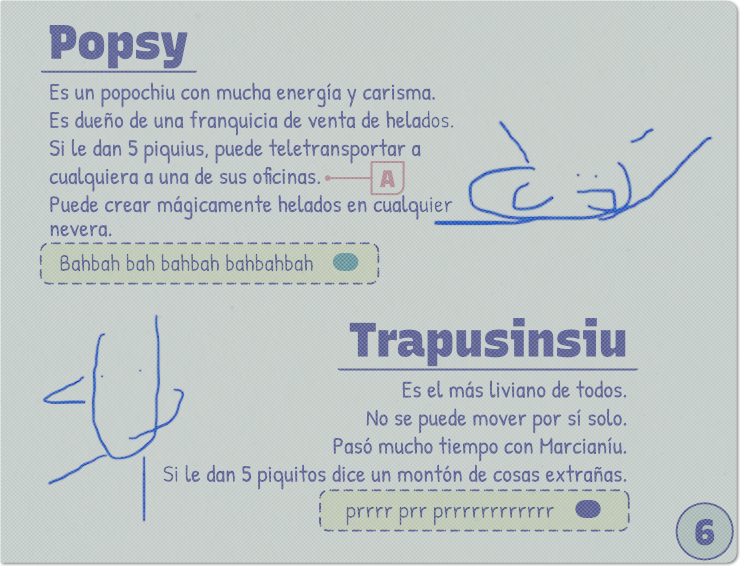 Popsy
Es un popochiu con mucha energía y carisma.
Es dueño de una franquicia de venta de helados.
Si le dan 5 piquius, puede teletransportar a
cualquiera a una de sus oficinas.
A
Puede crear mágicamente helados en cualquier
nevera.
Bahbah bah bahbah bahbahbah
Trapusinsiu
Es el más liviano de todos.
No se puede mover por sí solo.
Pasó mucho tiempo con Marcianíu.
Si le dan 5 piquitos dice un montón de cosas extrañas.
prrrr prr prrrrrrrrrrrr
6